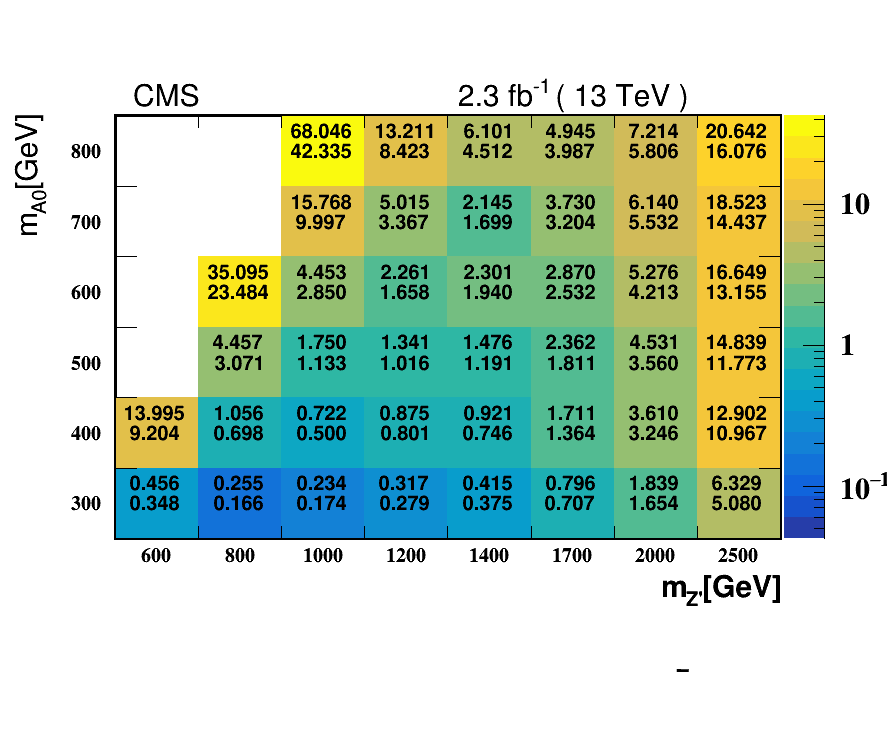 CMS 2.3 fb-1 ( 13 TeV )
mA0[GeV]
800 68.046 13.211 6.101 4.945 7.214 20.642
42.335 8.423 4.512 3.987 5.806 16.076
700 15.768 5.015 2.145 3.730 6.140 18.523
9.997 3.367 1.699 3.204 5.532 14.437
10
600 35.095 4.453 2.261 2.301 2.870 5.276 16.649
23.484 2.850 1.658 1.940 2.532 4.213 13.155
500 4.457 1.750 1.341 1.476 2.362 4.531 14.839
3.071 1.133 1.016 1.191 1.811 3.560 11.773
1
400 13.995 1.056 0.722 0.875 0.921 1.711 3.610 12.902
9.204 0.698 0.500 0.801 0.746 1.364 3.246 10.967
300 0.456 0.255 0.234 0.317 0.415 0.796 1.839 6.329
0.348 0.166 0.174 0.279 0.375 0.707 1.654 5.080
10−1
600 800 1000 1200 1400 1700 2000 2500
mZ'[GeV]
–